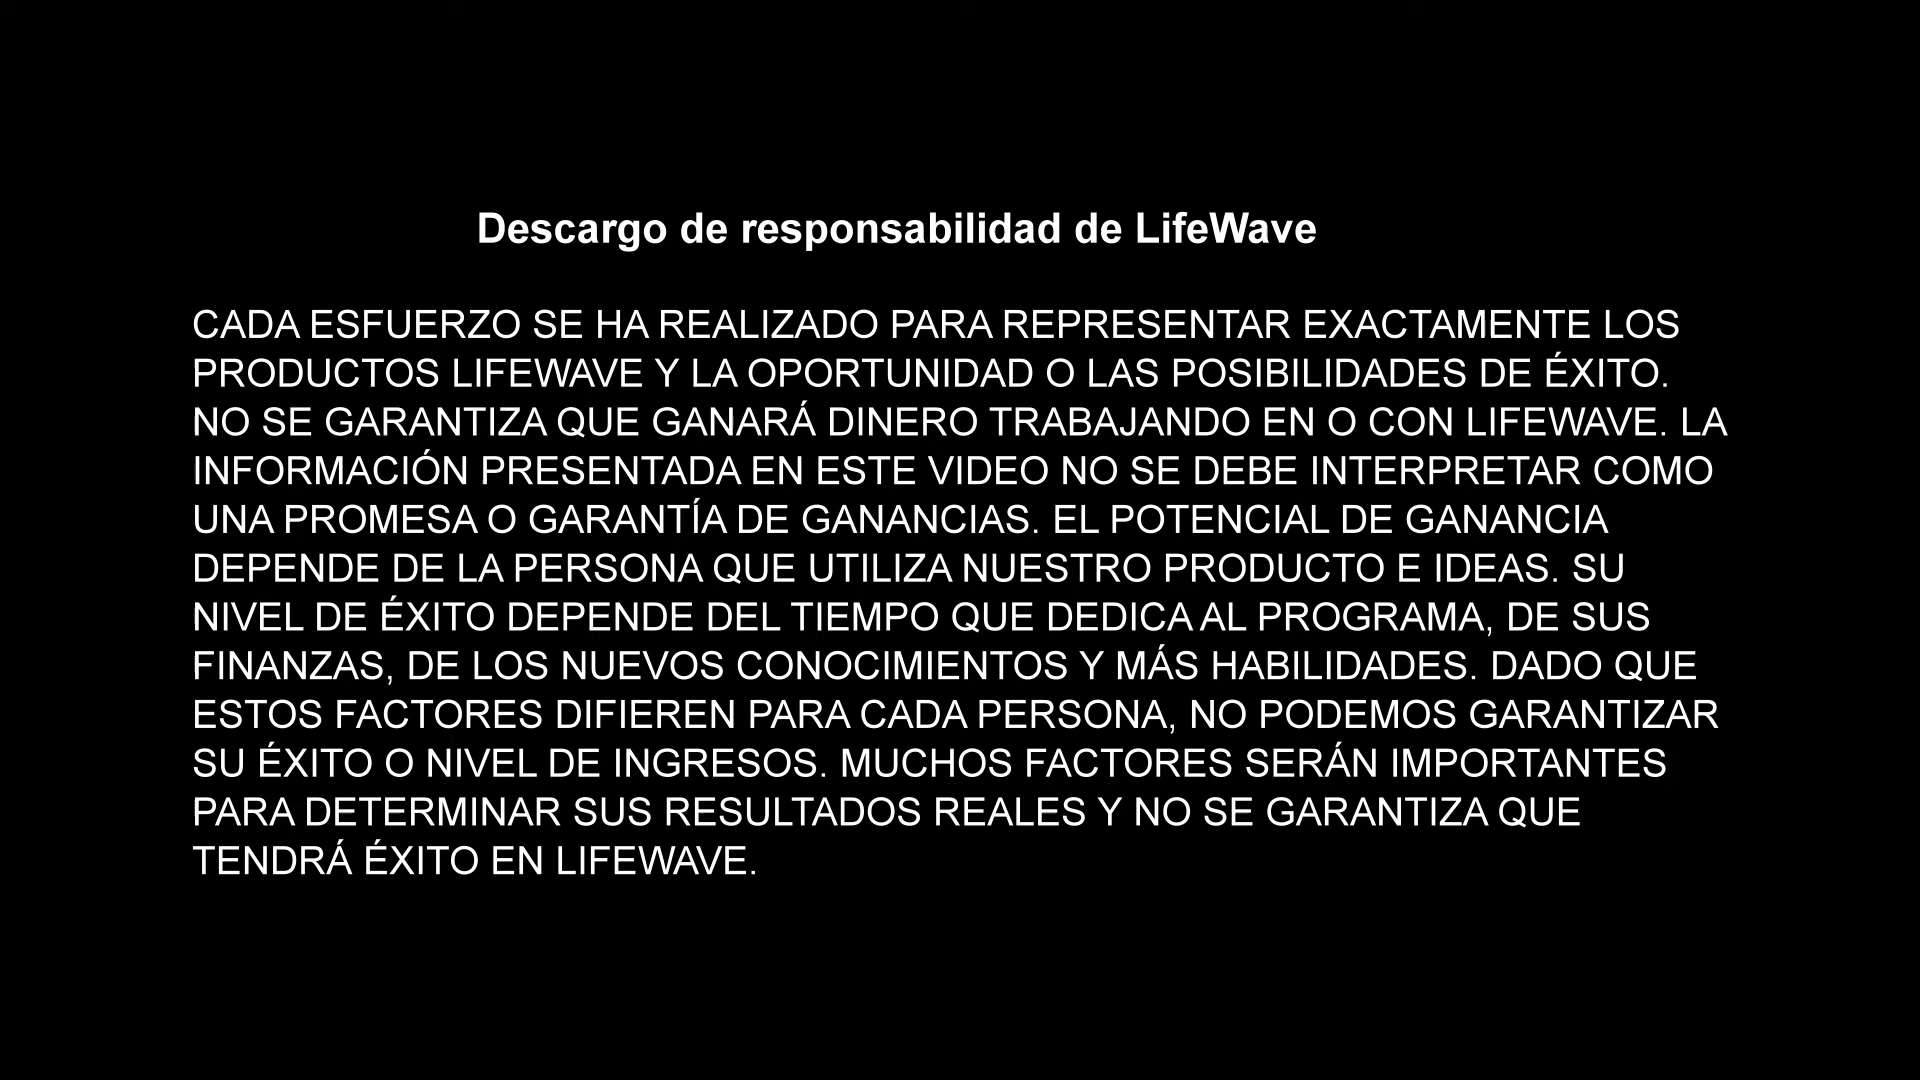 Descargo de responsabilidad de LifeWave
CADA ESFUERZO SE HA REALIZADO PARA REPRESENTAR EXACTAMENTE LOS
PRODUCTOS LIFEWAVE Y LA OPORTUNIDAD O LAS POSIBILIDADES DE ÉXITO.
NO SE GARANTIZA QUE GANARÁ DINERO TRABAJANDO EN O CON LIFEWAVE. LA
INFORMACIÓN PRESENTADA EN ESTE VIDEO NO SE DEBE INTERPRETAR COMO
UNA PROMESA O GARANTÍA DE GANANCIAS. EL POTENCIAL DE GANANCIA
DEPENDE DE LA PERSONA QUE UTILIZA NUESTRO PRODUCTO E IDEAS. SU
NIVEL DE ÉXITO DEPENDE DEL TIEMPO QUE DEDICA AL PROGRAMA, DE SUS
FINANZAS, DE LOS NUEVOS CONOCIMIENTOS Y MÁS HABILIDADES. DADO QUE
ESTOS FACTORES DIFIEREN PARA CADA PERSONA, NO PODEMOS GARANTIZAR
SU ÉXITO O NIVEL DE INGRESOS. MUCHOS FACTORES SERÁN IMPORTANTES
PARA DETERMINAR SUS RESULTADOS REALES Y NO SE GARANTIZA QUE
TENDRÁ ÉXITO EN LIFEWAVE.